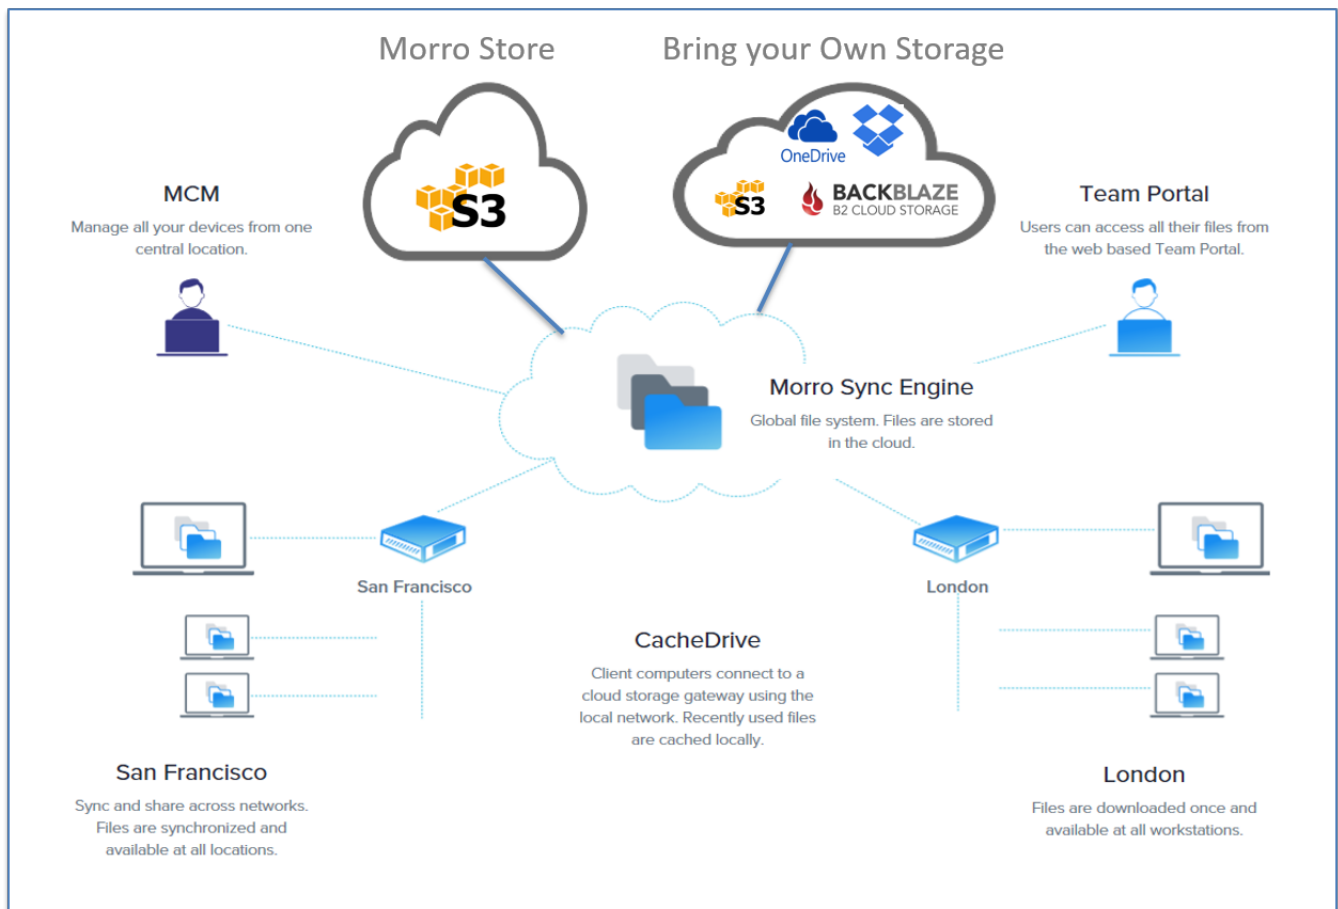 Morro Store
Bring your Own Storage
OneDrive
S3
S3
BACKBLAZE
B2 CLOUD STORAGE
MCM
Manage all your devices from one
central location.
Team Portal
Users can access all their files from
the web based Team Portal.
Morro Sync Engine
Global file system. Files are stored
in the cloud.
San Francisco
London
CacheDrive
Client computers connect to a
cloud storage gateway using the
local network. Recently used files
are cached locally.
San Francisco
Sync and share across networks.
Files are synchronized and
available at all locations.
London
Files are downloaded once and
available at all workstations.